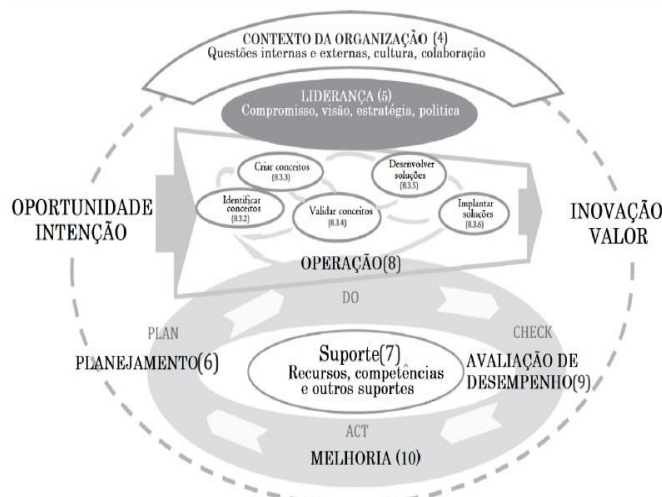 CONTEXTO DA ORGANIZAÇÃO (4)
Questões internas e externas, cultura, colaboração
LIDERANÇA (5)
Compromisso, visão, estratégia, politica
Criar conceitos
(8.3.3)
Desenvolver
soluções
(8.3.5)
Identificar
conceitos
(8.3.2)
Validar conceitos
(8.3.4)
Implantar
soluções
(8.3.6)
OPORTUNIDADE
INTENÇÃO
INOVAÇÃO
VALOR
OPERAÇÃO(8)
DO
PLAN
PLANEJAMENTO(6)
CHECK
AVALIAÇÃO DE
DESEMPENHO(9)
Suporte(7)
Recursos, competências
e outros suportes
ACT
MELHORIA (10)